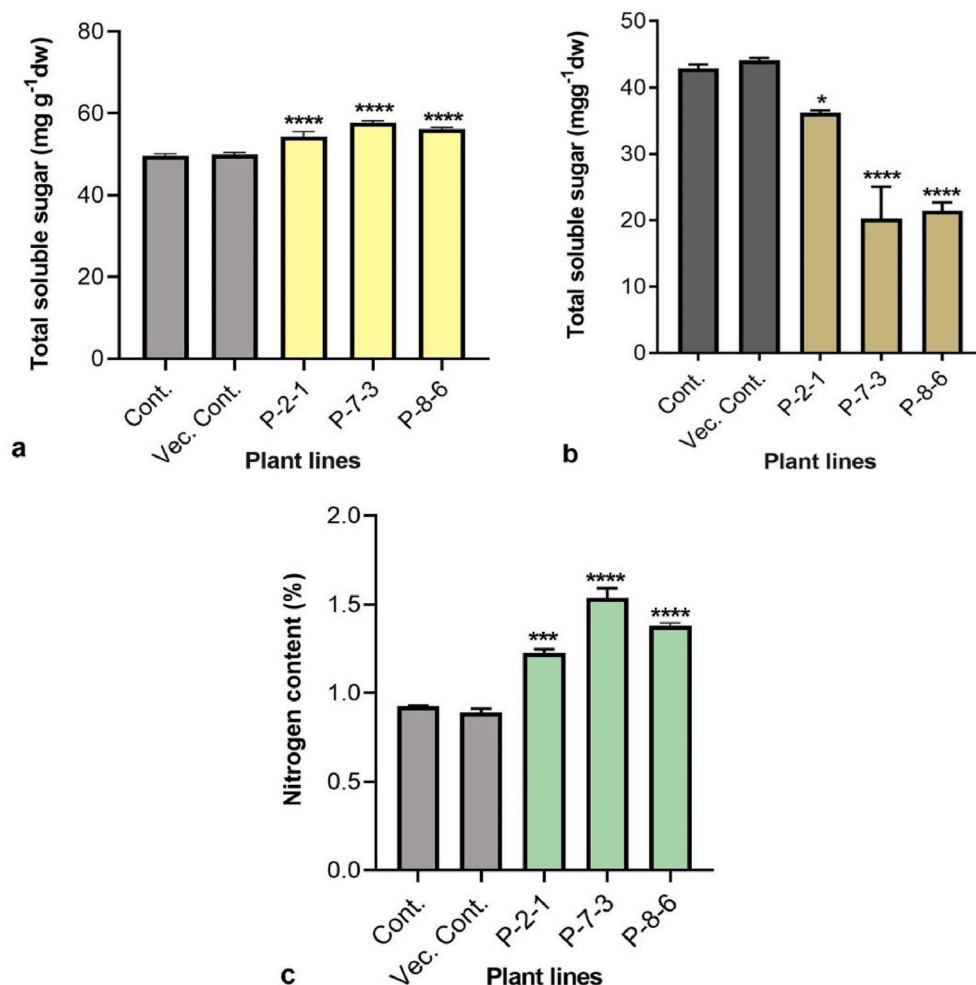 Total soluble sugar (mg g⁻¹dw)
80
60
40
20
0
****
****
****
Cont.
Vec. Cont.
P-2-1
P-7-3
P-8-6
a
Plant lines
Total soluble sugar (mgg⁻¹dw)
50
40
30
20
10
0
*
****
****
Cont.
Vec. Cont.
P-2-1
P-7-3
P-8-6
b
Plant lines
Nitrogen content (%)
2.0
1.5
1.0
0.5
0.0
***
****
****
Cont.
Vec. Cont.
P-2-1
P-7-3
P-8-6
c
Plant lines